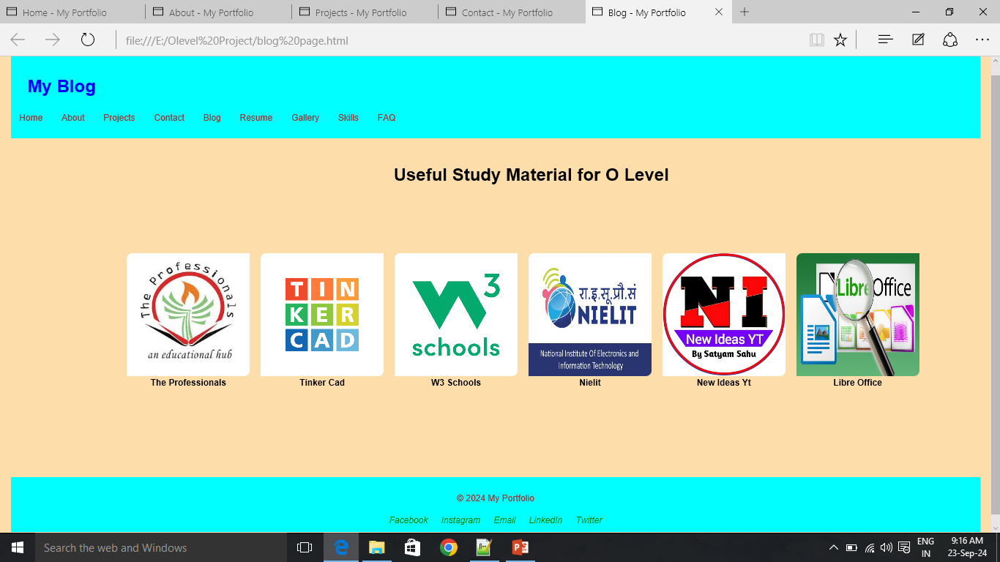 Home - My Portfolio
About - My Portfolio
Projects - My Portfolio
Contact - My Portfolio
Blog - My Portfolio
file:///E:/Olevel%20Project/blog%20page.html
My Blog
Home About Projects Contact Blog Resume Gallery Skills FAQ
Useful Study Material for O Level
The Professionals
an educational hub
The Professionals
TIN
KER
CAD
Tinker Cad
W3
schools
W3 Schools
रा.इ.सू.प्रौ.सं
NIELIT
National Institute Of Electronics and
Information Technology
Nielit
NI
New Ideas YT
By Satyam Sahu
New Ideas Yt
LibreOffice
Libre Office
© 2024 My Portfolio
Facebook Instagram Email LinkedIn Twitter
Search the web and Windows
ENG
IN
9:16 AM
23-Sep-24